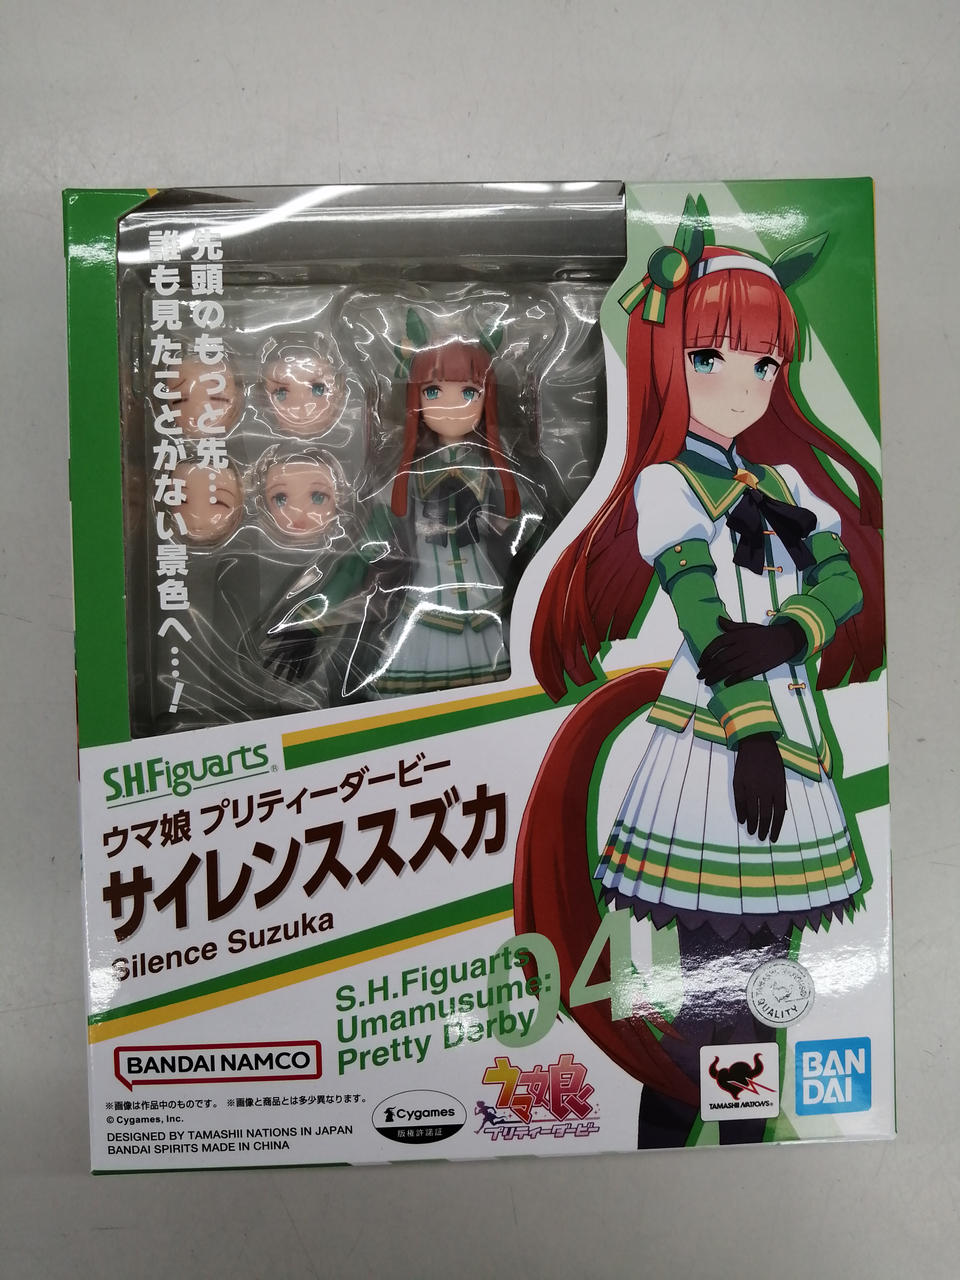 先頭のもっと先…
誰も見たことがない景色へ…!
S.H.Figuarts®
ウマ娘 プリティーダービー
サイレンススズカ
Silence Suzuka
04
S.H.Figuarts
Umamusume:
Pretty Derby
BANDAI NAMCO
※画像は作品中のものです。 ※画像と商品とは多少異なります。
© Cygames, Inc.
DESIGNED BY TAMASHII NATIONS IN JAPAN
BANDAI SPIRITS MADE IN CHINA
Cygames
版権許諾証
ウマ娘
プリティーダービー
QUALITY
TAMASHII NATIONS®
BAN
DAI